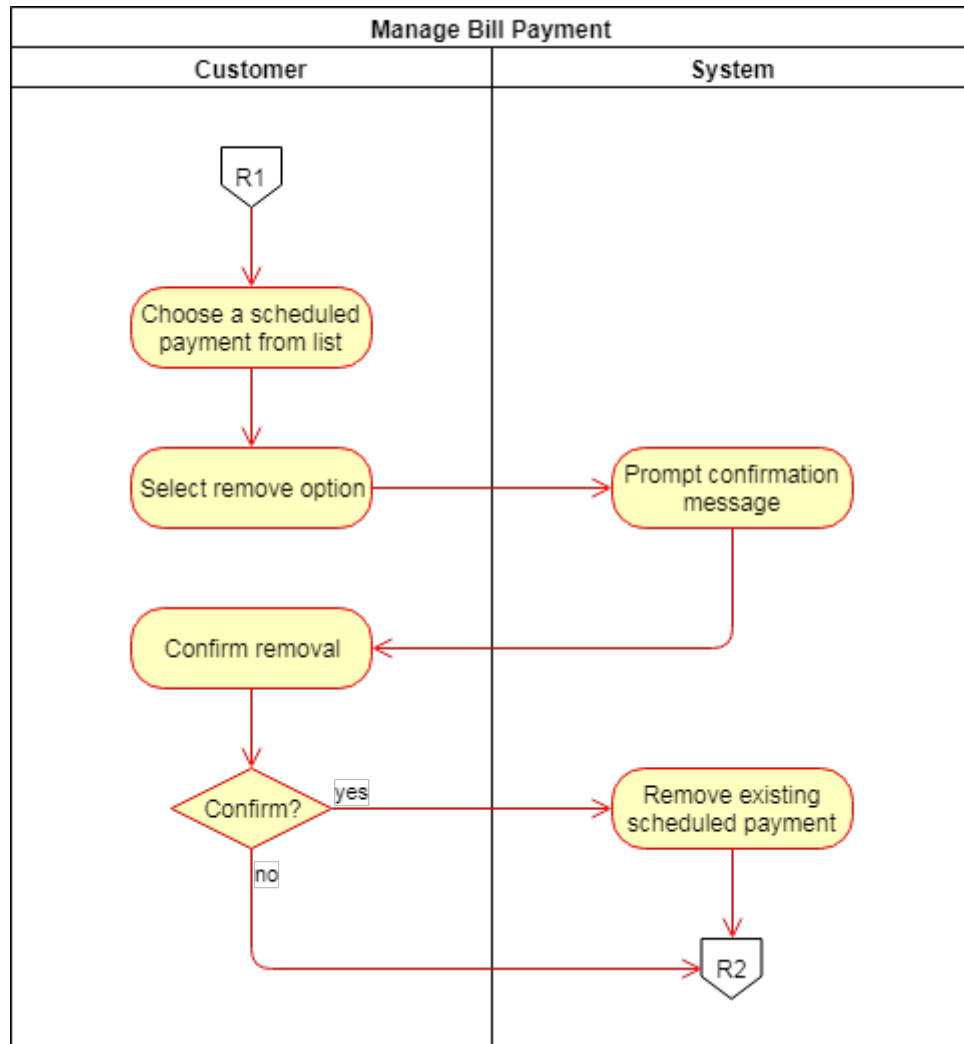 Manage Bill Payment
Customer
System
R1
Choose a scheduled
payment from list
Select remove option
Prompt confirmation
message
Confirm removal
Confirm?
yes
Remove existing
scheduled payment
no
R2